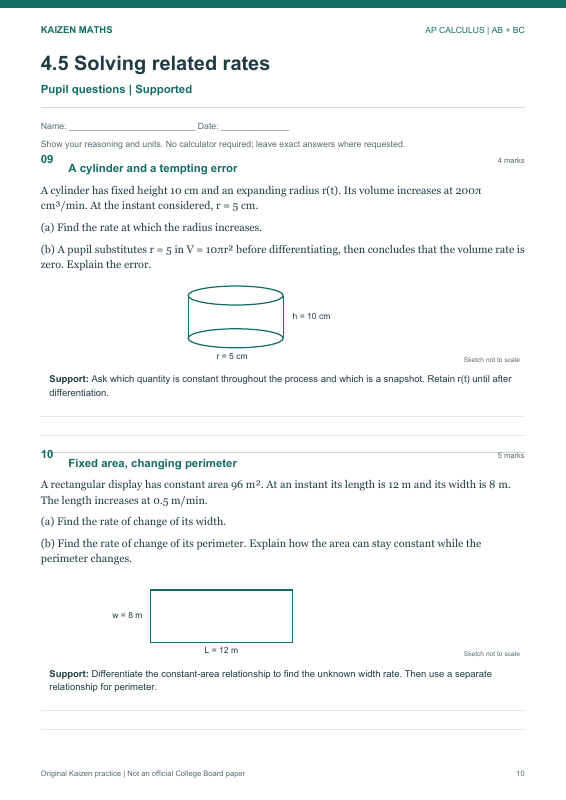 KAIZEN MATHS
AP CALCULUS | AB + BC
4.5 Solving related rates
Pupil questions | Supported
Name: __________________________ Date: ______________
Show your reasoning and units. No calculator required; leave exact answers where requested.
09
4 marks
A cylinder and a tempting error
A cylinder has fixed height 10 cm and an expanding radius r(t). Its volume increases at 200π
cm³/min. At the instant considered, r = 5 cm.
(a) Find the rate at which the radius increases.
(b) A pupil substitutes r = 5 in V = 10πr² before differentiating, then concludes that the volume rate is
zero. Explain the error.
h = 10 cm
r = 5 cm
Sketch not to scale
Support: Ask which quantity is constant throughout the process and which is a snapshot. Retain r(t) until after
differentiation.
10
5 marks
Fixed area, changing perimeter
A rectangular display has constant area 96 m². At an instant its length is 12 m and its width is 8 m.
The length increases at 0.5 m/min.
(a) Find the rate of change of its width.
(b) Find the rate of change of its perimeter. Explain how the area can stay constant while the
perimeter changes.
w = 8 m
L = 12 m
Sketch not to scale
Support: Differentiate the constant-area relationship to find the unknown width rate. Then use a separate
relationship for perimeter.
Original Kaizen practice | Not an official College Board paper
10